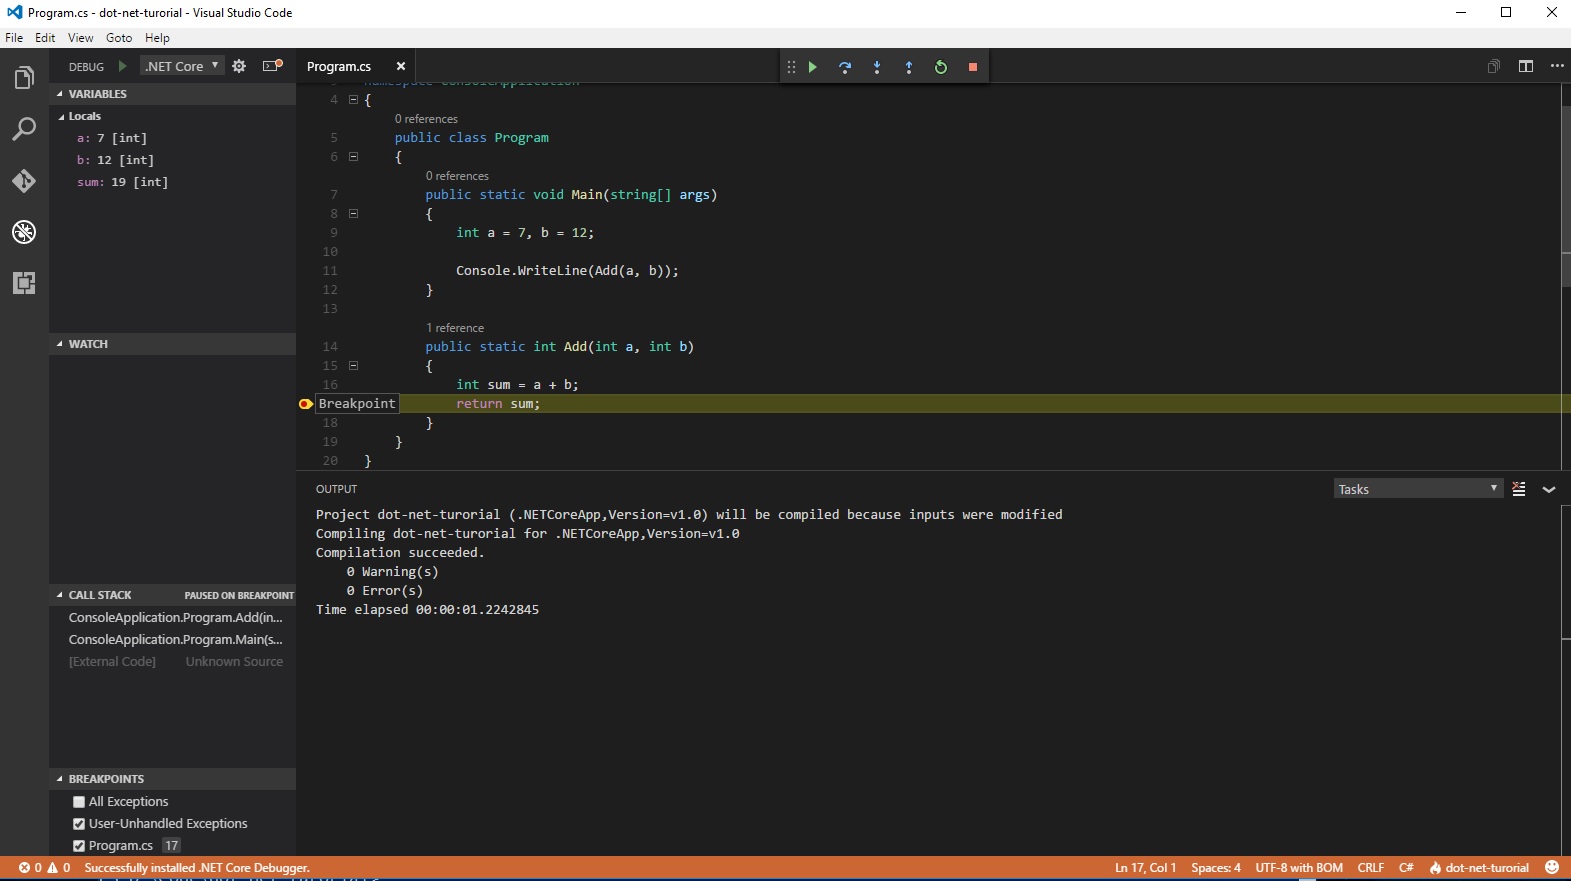 Program.cs - dot-net-turorial - Visual Studio Code
File Edit View Goto Help
DEBUG .NET Core
Program.cs
VARIABLES
Locals
a: 7 [int]
b: 12 [int]
sum: 19 [int]
WATCH
CALL STACK PAUSED ON BREAKPOINT
ConsoleApplication.Program.Add(in...
ConsoleApplication.Program.Main(s...
[External Code] Unknown Source
BREAKPOINTS
All Exceptions
User-Unhandled Exceptions
Program.cs 17
namespace ConsoleApplication
4 {
0 references
5 public class Program
6 {
0 references
7 public static void Main(string[] args)
8 {
9 int a = 7, b = 12;
10
11 Console.WriteLine(Add(a, b));
12 }
13
1 reference
14 public static int Add(int a, int b)
15 {
16 int sum = a + b;
Breakpoint return sum;
18 }
19 }
20 }
OUTPUT Tasks
Project dot-net-turorial (.NETCoreApp,Version=v1.0) will be compiled because inputs were modified
Compiling dot-net-turorial for .NETCoreApp,Version=v1.0
Compilation succeeded.
0 Warning(s)
0 Error(s)
Time elapsed 00:00:01.2242845
0 0 Successfully installed .NET Core Debugger. Ln 17, Col 1 Spaces: 4 UTF-8 with BOM CRLF C# dot-net-turorial